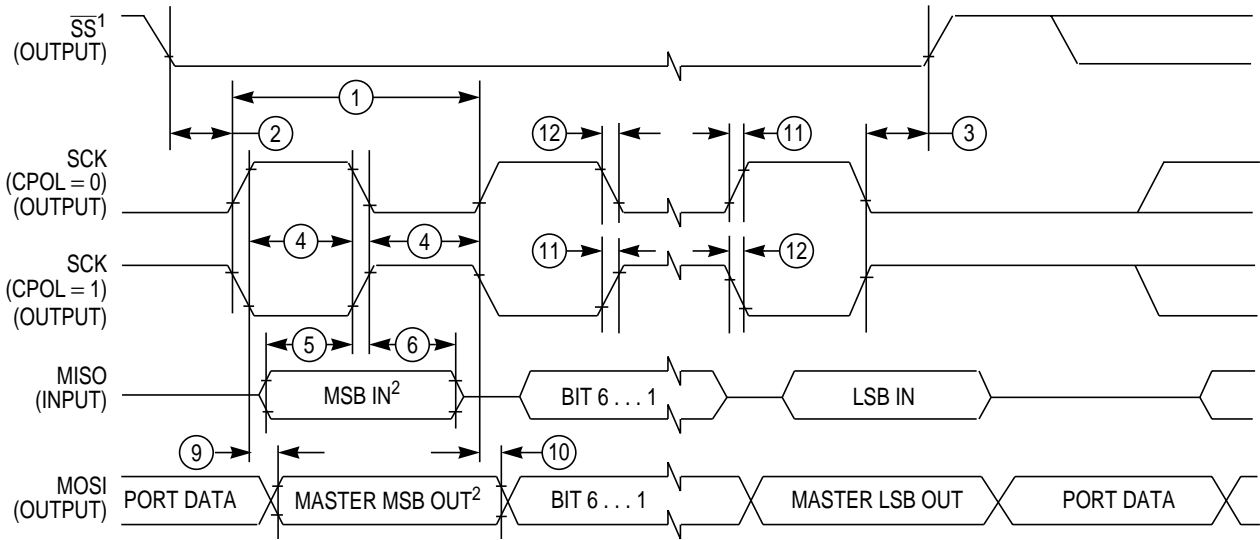 SS¹
(OUTPUT)
1
2
12
11
3
SCK
(CPOL = 0)
(OUTPUT)
4
4
11
12
SCK
(CPOL = 1)
(OUTPUT)
5
6
MISO
(INPUT)
MSB IN²
BIT 6 . . . 1
LSB IN
9
10
MOSI
(OUTPUT)
PORT DATA
MASTER MSB OUT²
BIT 6 . . . 1
MASTER LSB OUT
PORT DATA